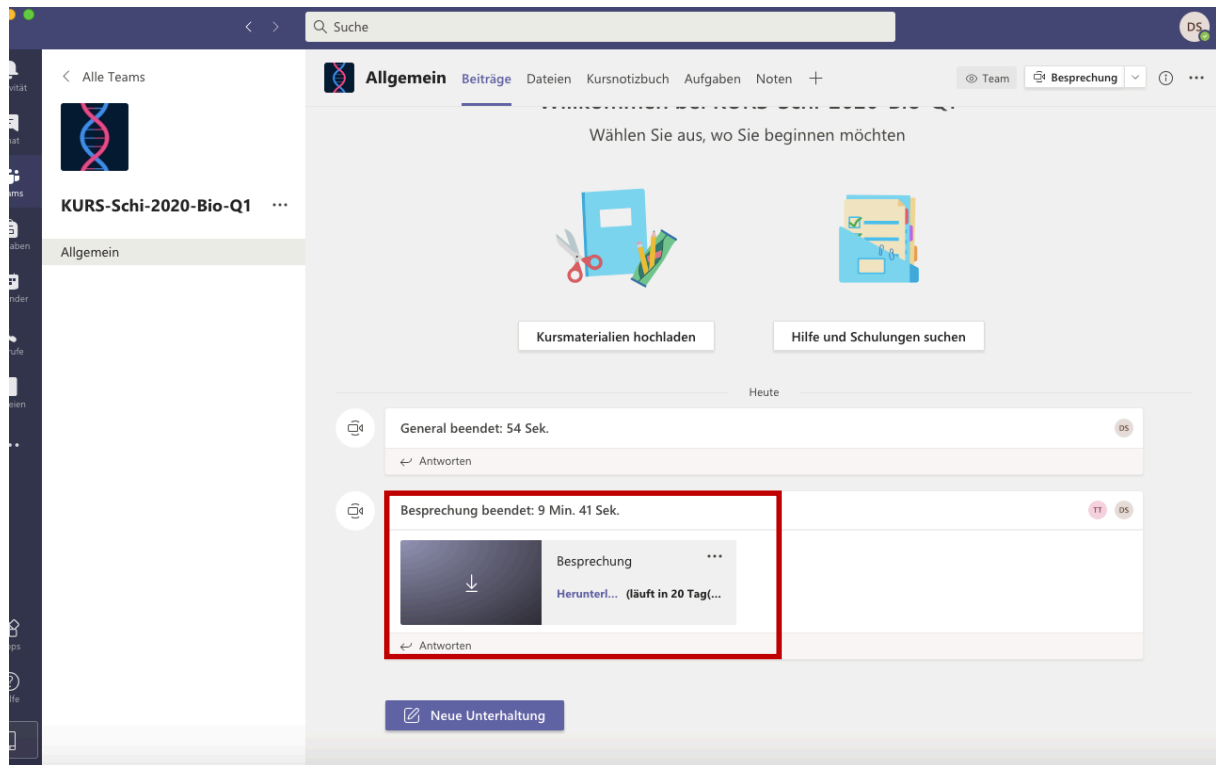 Suche
DS
Alle Teams
KURS-Schi-2020-Bio-Q1
Allgemein
Allgemein Beiträge Dateien Kursnotizbuch Aufgaben Noten
Team
Besprechung
Wählen Sie aus, wo Sie beginnen möchten
Kursmaterialien hochladen
Hilfe und Schulungen suchen
Heute
General beendet: 54 Sek.
DS
Antworten
Besprechung beendet: 9 Min. 41 Sek.
TT DS
Besprechung
Herunterl... (läuft in 20 Tag(...
Antworten
Neue Unterhaltung